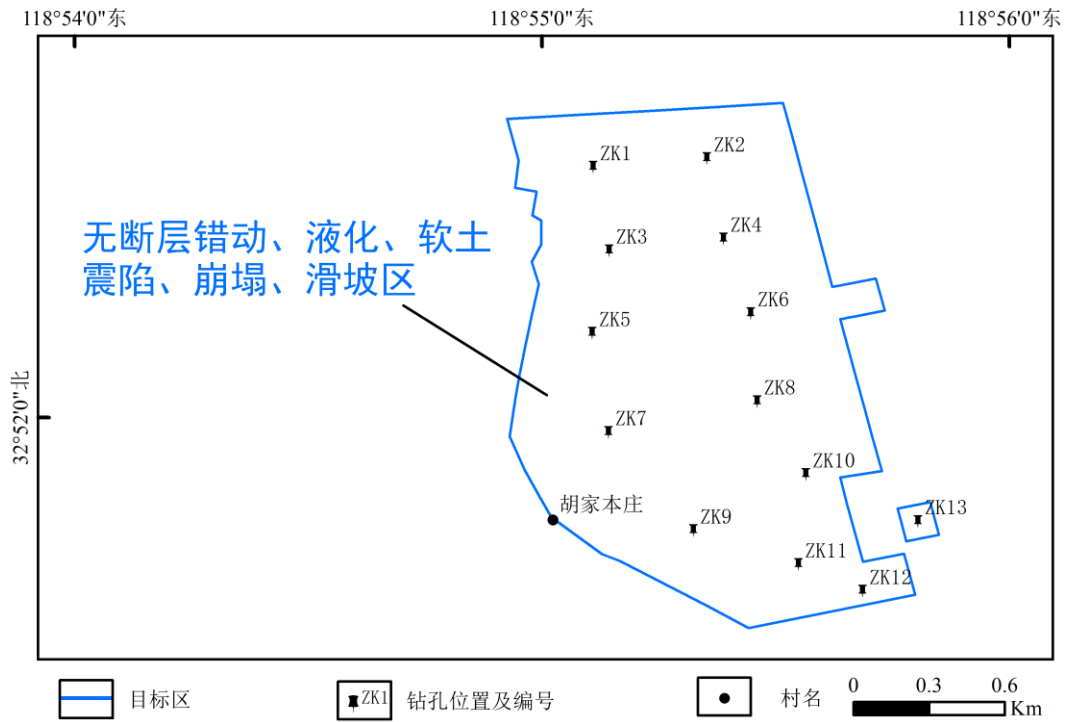 118°54′0″东
118°55′0″东
118°56′0″东
ZK1
ZK2
ZK3
ZK4
无断层错动、液化、软土
震陷、崩塌、滑坡区
ZK5
ZK6
ZK7
ZK8
32°52′0″北
ZK9
ZK10
胡家本庄
ZK11
ZK12
ZK13
目标区
ZK1
钻孔位置及编号
村名
0 0.3 0.6
Km